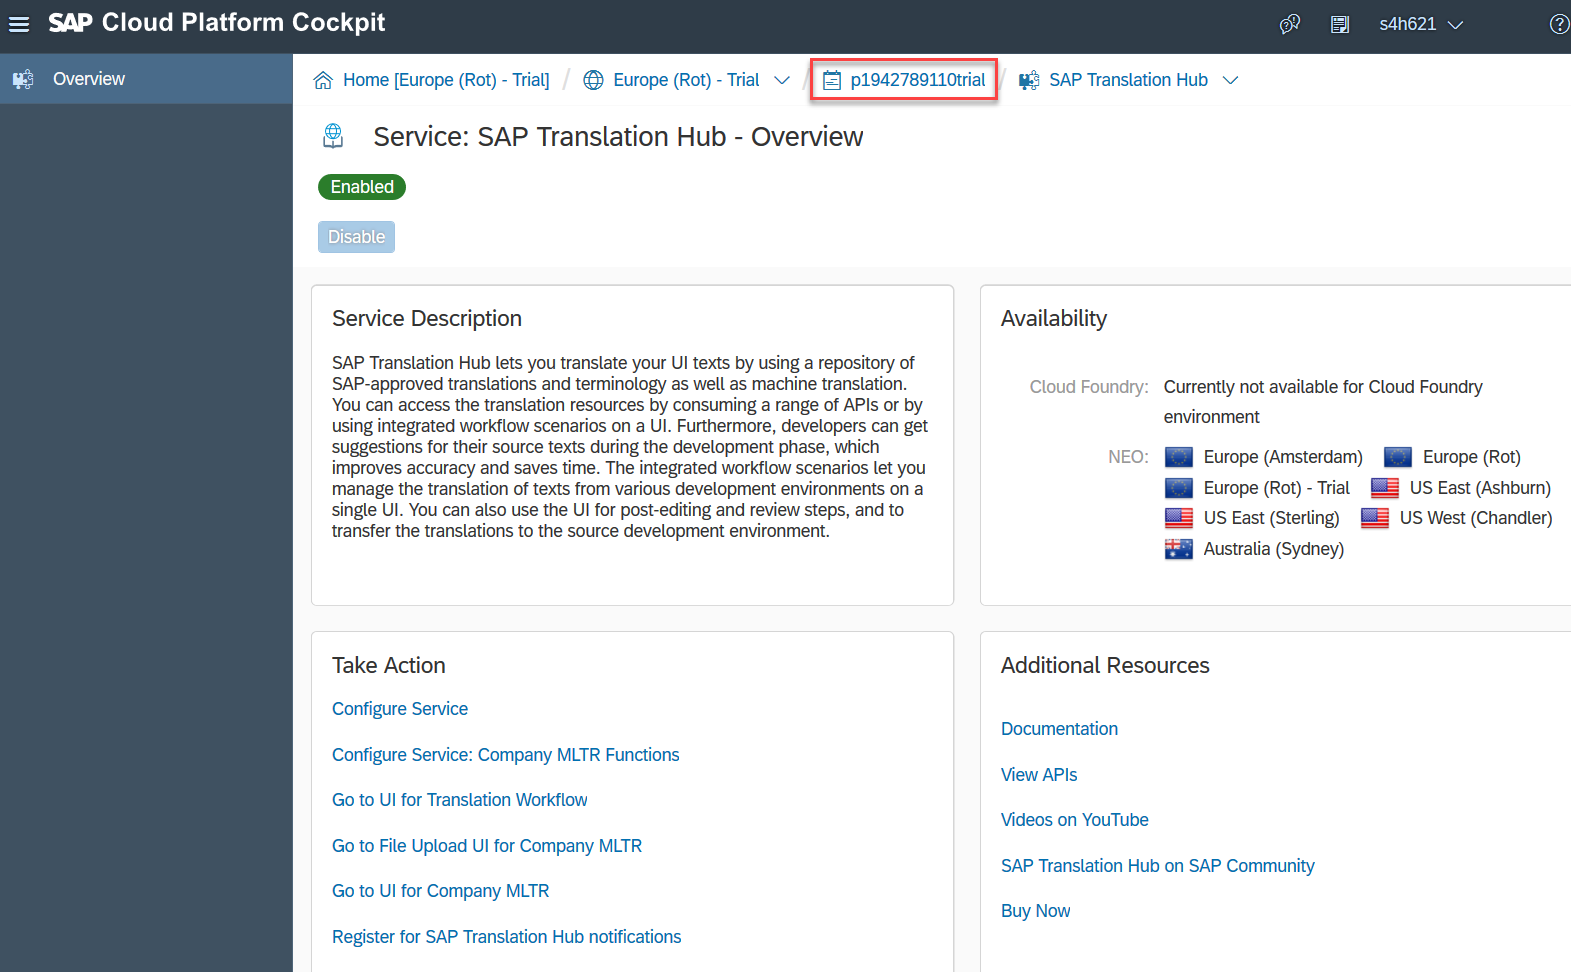 SAP Cloud Platform Cockpit
s4h621
Overview
Home [Europe (Rot) - Trial] / Europe (Rot) - Trial / p1942789110trial / SAP Translation Hub
Service: SAP Translation Hub - Overview
Enabled
Disable
Service Description
SAP Translation Hub lets you translate your UI texts by using a repository of
SAP-approved translations and terminology as well as machine translation.
You can access the translation resources by consuming a range of APIs or by
using integrated workflow scenarios on a UI. Furthermore, developers can get
suggestions for their source texts during the development phase, which
improves accuracy and saves time. The integrated workflow scenarios let you
manage the translation of texts from various development environments on a
single UI. You can also use the UI for post-editing and review steps, and to
transfer the translations to the source development environment.
Availability
Cloud Foundry: Currently not available for Cloud Foundry
environment
NEO: Europe (Amsterdam) Europe (Rot)
Europe (Rot) - Trial US East (Ashburn)
US East (Sterling) US West (Chandler)
Australia (Sydney)
Take Action
Configure Service
Configure Service: Company MLTR Functions
Go to UI for Translation Workflow
Go to File Upload UI for Company MLTR
Go to UI for Company MLTR
Register for SAP Translation Hub notifications
Additional Resources
Documentation
View APIs
Videos on YouTube
SAP Translation Hub on SAP Community
Buy Now